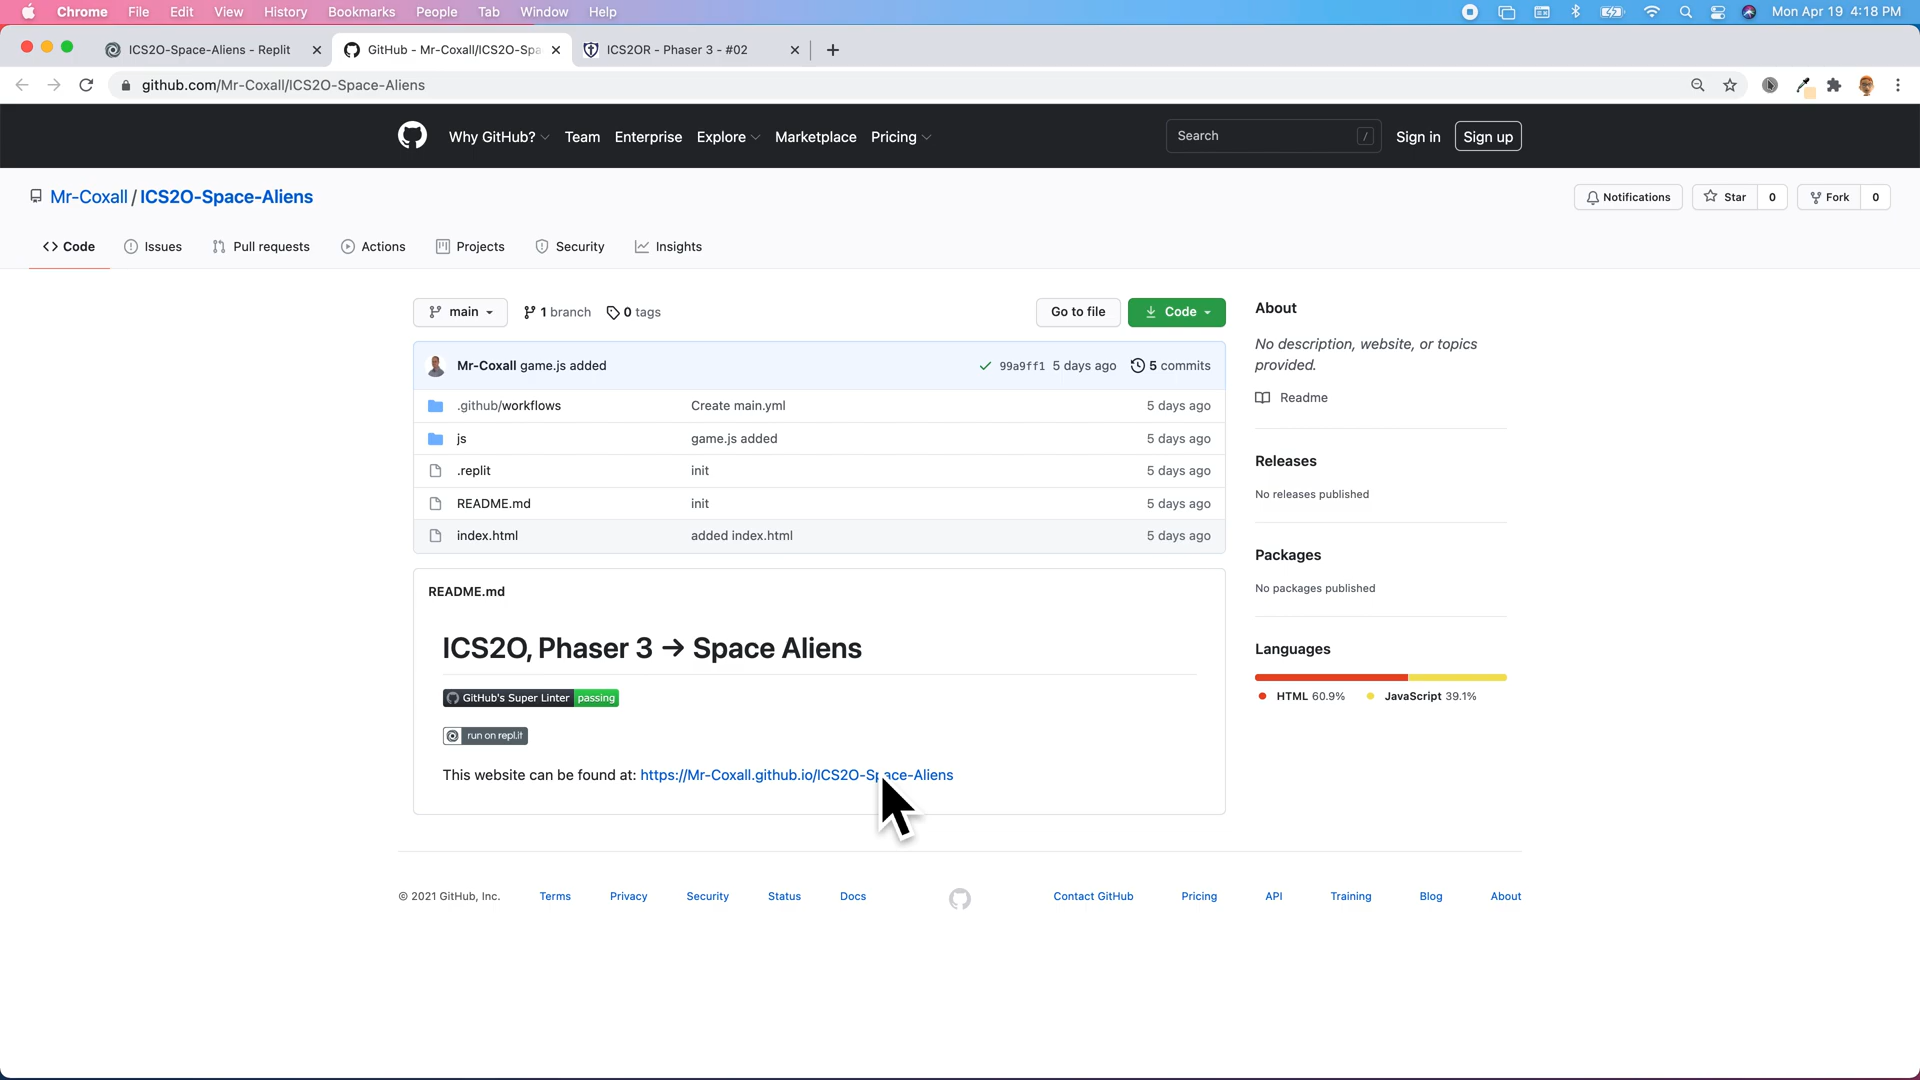 Chrome File Edit View History Bookmarks People Tab Window Help Mon Apr 19 4:18 PM
ICS2O-Space-Aliens - Replit GitHub - Mr-Coxall/ICS2O-Spa ICS2OR - Phaser 3 - #02
github.com/Mr-Coxall/ICS2O-Space-Aliens
Why GitHub? Team Enterprise Explore Marketplace Pricing Search / Sign in Sign up
Mr-Coxall / ICS2O-Space-Aliens Notifications Star 0 Fork 0
<> Code Issues Pull requests Actions Projects Security Insights
main 1 branch 0 tags Go to file Code
Mr-Coxall game.js added 99a9ff1 5 days ago 5 commits
.github/workflows Create main.yml 5 days ago
js game.js added 5 days ago
.replit init 5 days ago
README.md init 5 days ago
index.html added index.html 5 days ago
README.md
ICS2O, Phaser 3 → Space Aliens
GitHub's Super Linter passing
run on repl.it
This website can be found at: https://Mr-Coxall.github.io/ICS2O-Space-Aliens
About
No description, website, or topics
provided.
Readme
Releases
No releases published
Packages
No packages published
Languages
HTML 60.9% JavaScript 39.1%
© 2021 GitHub, Inc. Terms Privacy Security Status Docs Contact GitHub Pricing API Training Blog About